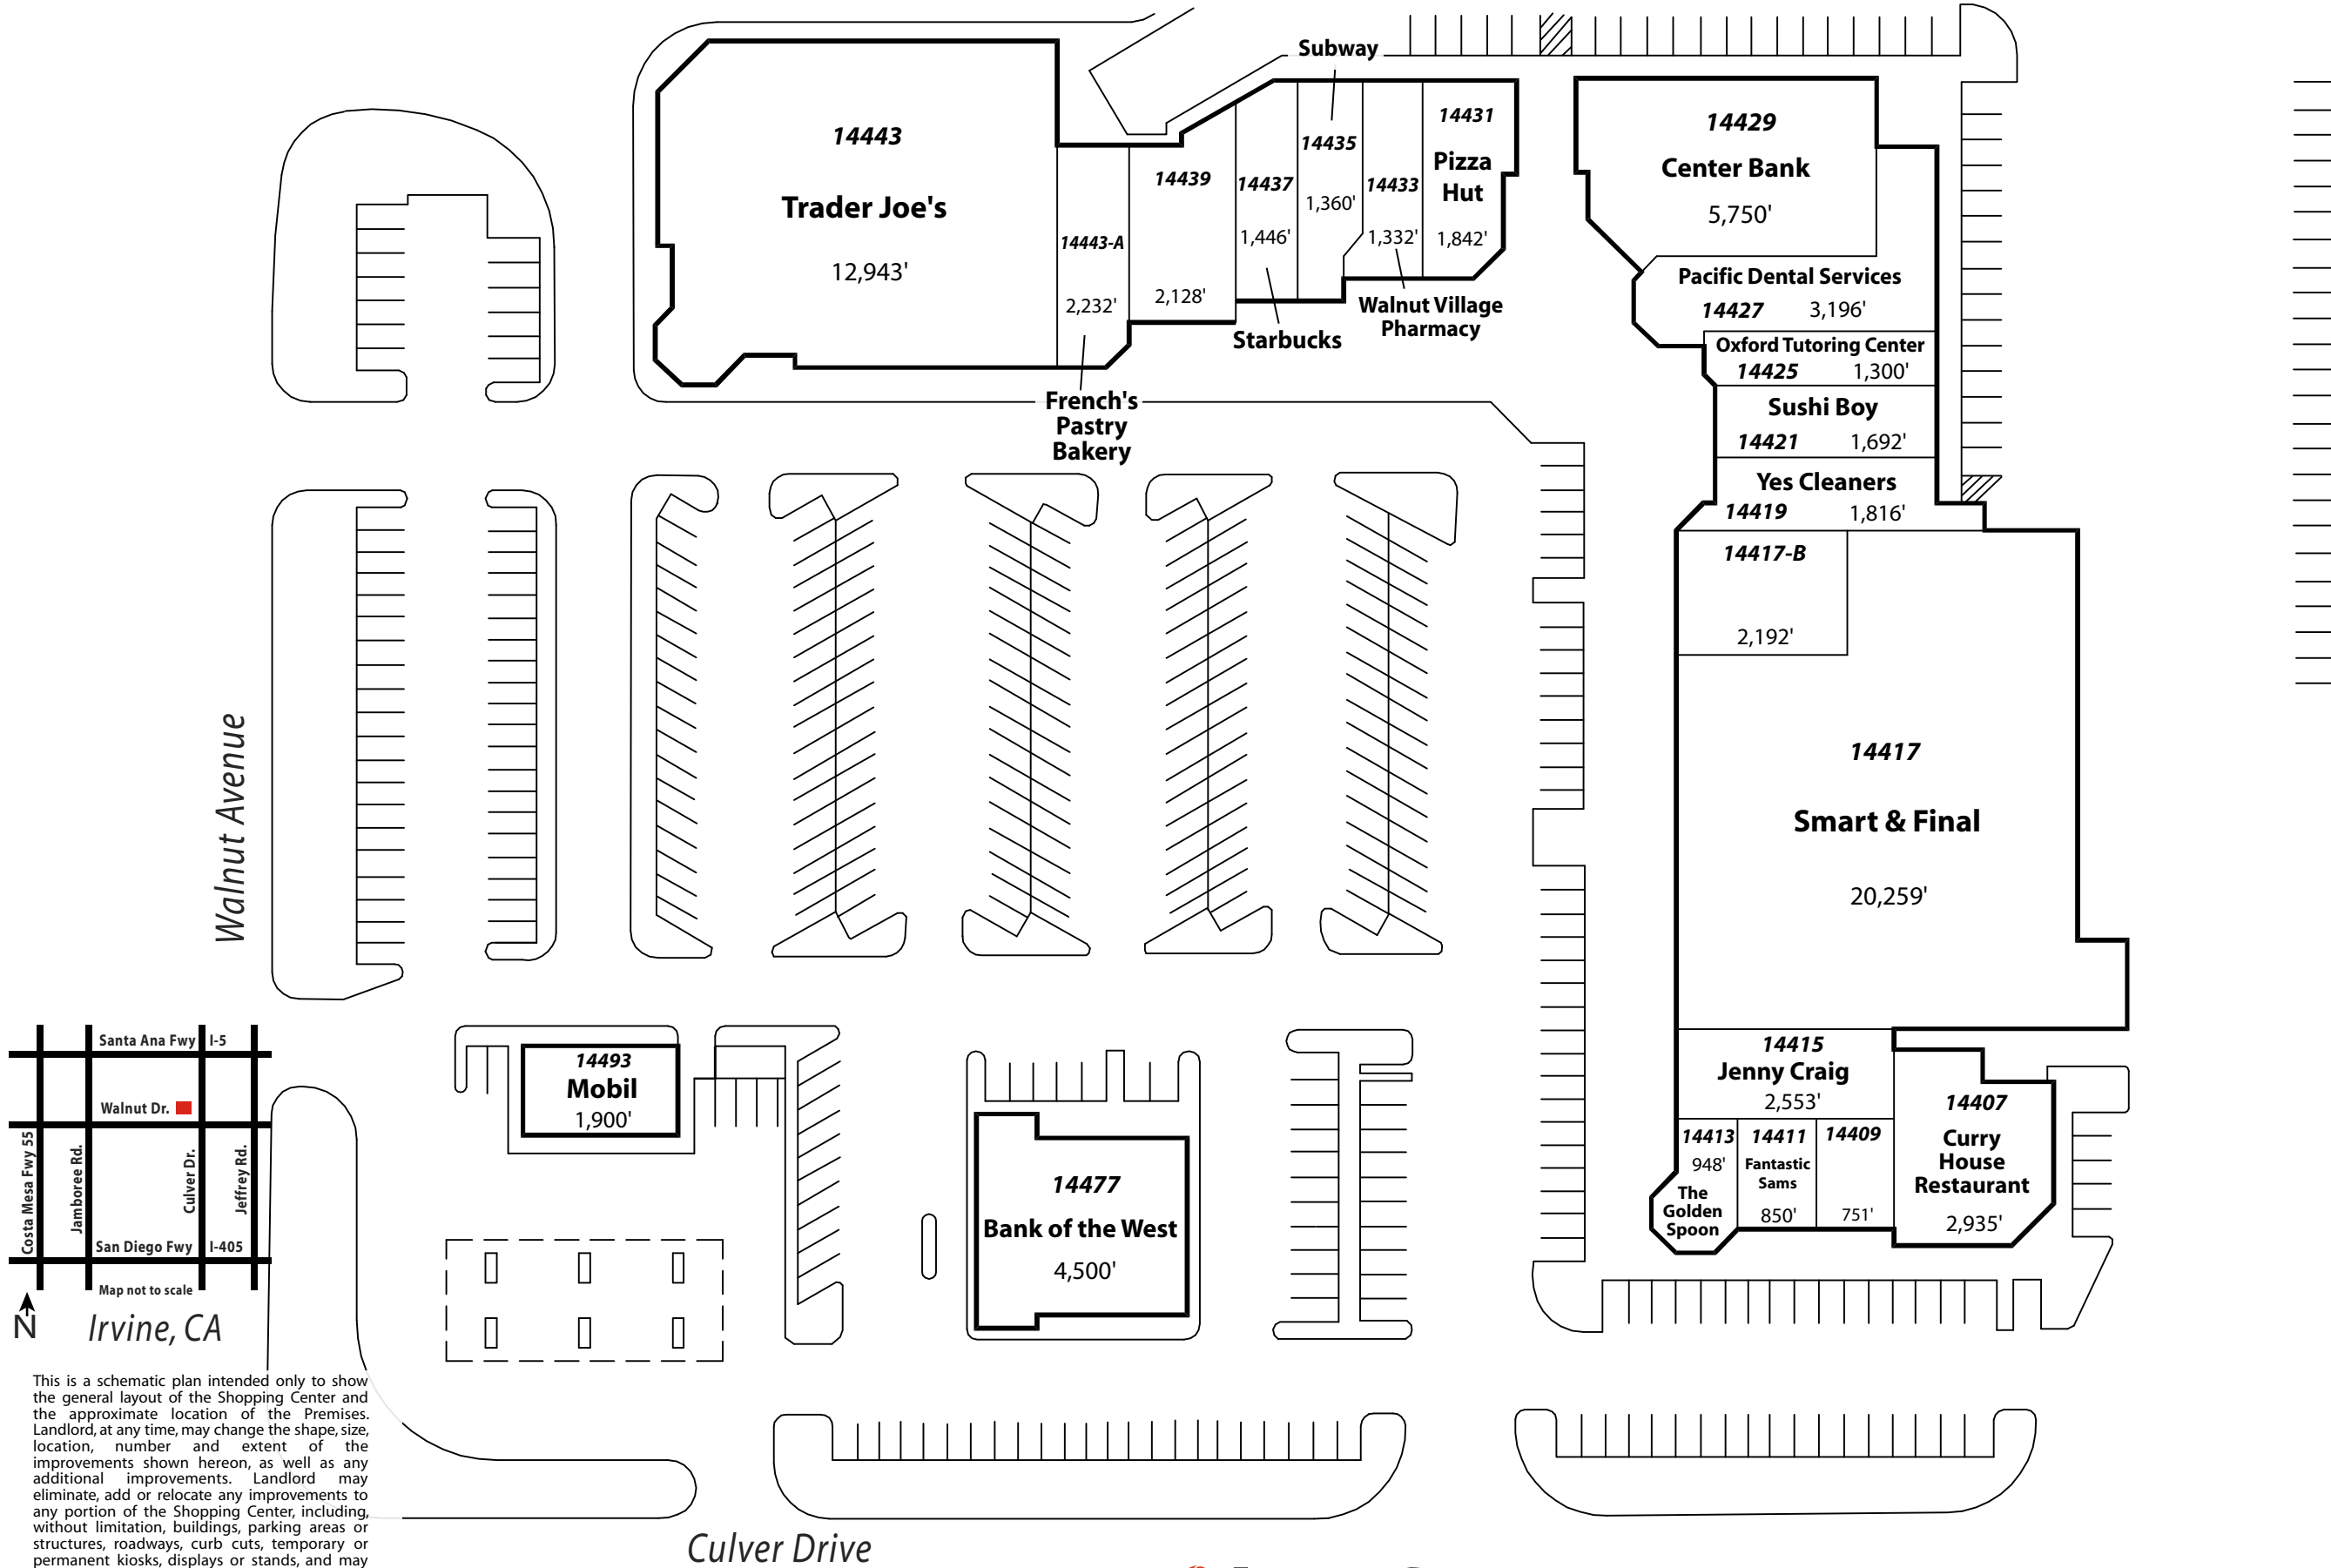 Subway
14443
Trader Joe's
12,943'
14443-A
2,232'
French's
Pastry
Bakery
14439
2,128'
14437
1,446'
Starbucks
14435
1,360'
14433
1,332'
Walnut Village
Pharmacy
14431
Pizza
Hut
1,842'
14429
Center Bank
5,750'
Pacific Dental Services
14427 3,196'
Oxford Tutoring Center
14425 1,300'
Sushi Boy
14421 1,692'
Yes Cleaners
14419 1,816'
14417-B
2,192'
14417
Smart & Final
20,259'
14415
Jenny Craig
2,553'
14413
948'
The
Golden
Spoon
14411
Fantastic
Sams
850'
14409
751'
14407
Curry
House
Restaurant
2,935'
Walnut Avenue
14493
Mobil
1,900'
14477
Bank of the West
4,500'
Santa Ana Fwy I-5
Walnut Dr.
Costa Mesa Fwy 55
Jamboree Rd.
Culver Dr.
Jeffrey Rd.
San Diego Fwy I-405
Map not to scale
N
Irvine, CA
This is a schematic plan intended only to show
the general layout of the Shopping Center and
the approximate location of the Premises.
Landlord, at any time, may change the shape, size,
location, number and extent of the
improvements shown hereon, as well as any
additional improvements. Landlord may
eliminate, add or relocate any improvements to
any portion of the Shopping Center, including,
without limitation, buildings, parking areas or
structures, roadways, curb cuts, temporary or
permanent kiosks, displays or stands, and may
Culver Drive